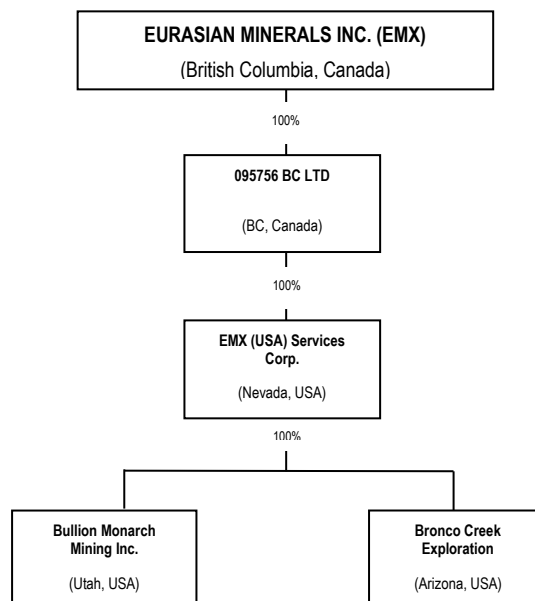 EURASIAN MINERALS INC. (EMX)
(British Columbia, Canada)
100%
095756 BC LTD
(BC, Canada)
100%
EMX (USA) Services
Corp.
(Nevada, USA)
100%
Bullion Monarch
Mining Inc.
(Utah, USA)
Bronco Creek
Exploration
(Arizona, USA)